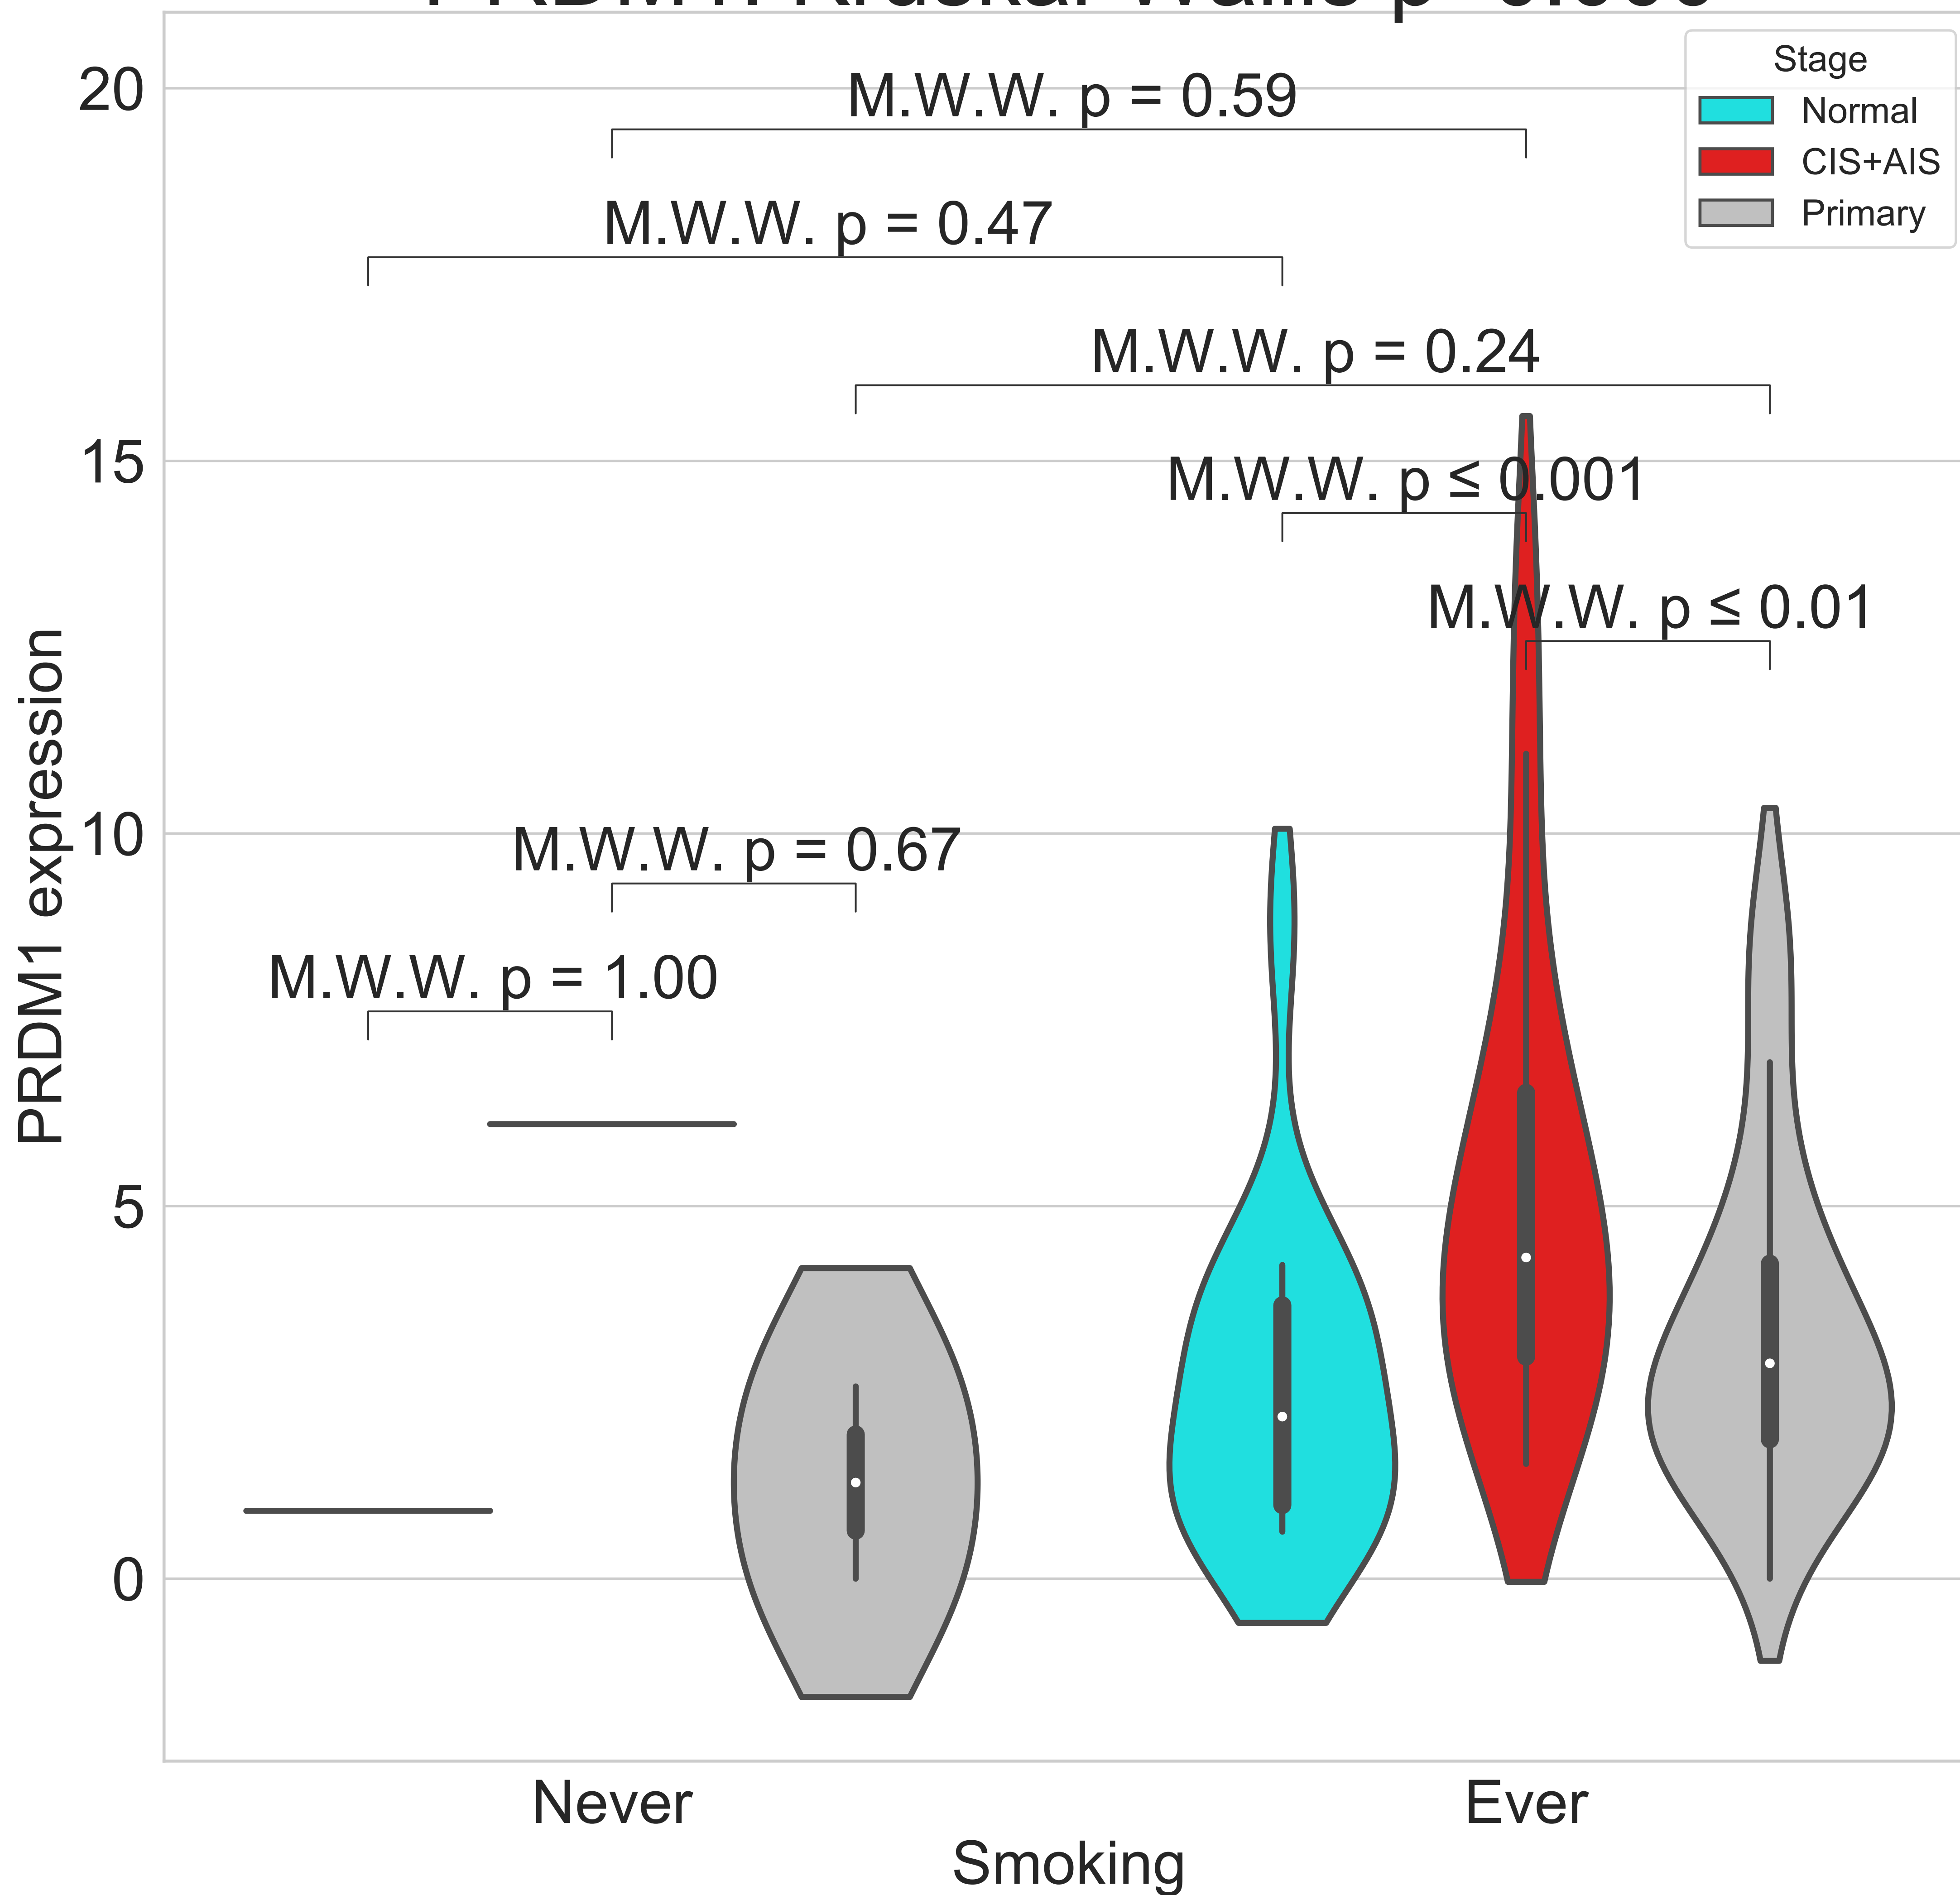 20
15
10
5
0
PRDM1 expression
M.W.W. p = 0.59
M.W.W. p = 0.47
M.W.W. p = 0.24
M.W.W. p ≤ 0.001
M.W.W. p ≤ 0.01
M.W.W. p = 0.67
M.W.W. p = 1.00
Stage
Normal
CIS+AIS
Primary
Never
Ever
Smoking